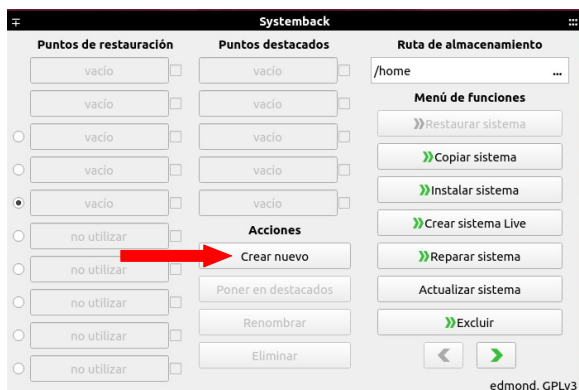 Systemback
Puntos de restauración
vacío
vacío
vacío
vacío
vacío
no utilizar
no utilizar
no utilizar
no utilizar
no utilizar
Puntos destacados
vacío
vacío
vacío
vacío
vacío
Acciones
Crear nuevo
Poner en destacados
Renombrar
Eliminar
Ruta de almacenamiento
/home ...
Menú de funciones
Restaurar sistema
Copiar sistema
Instalar sistema
Crear sistema Live
Reparar sistema
Actualizar sistema
Excluir
edmond, GPLv3